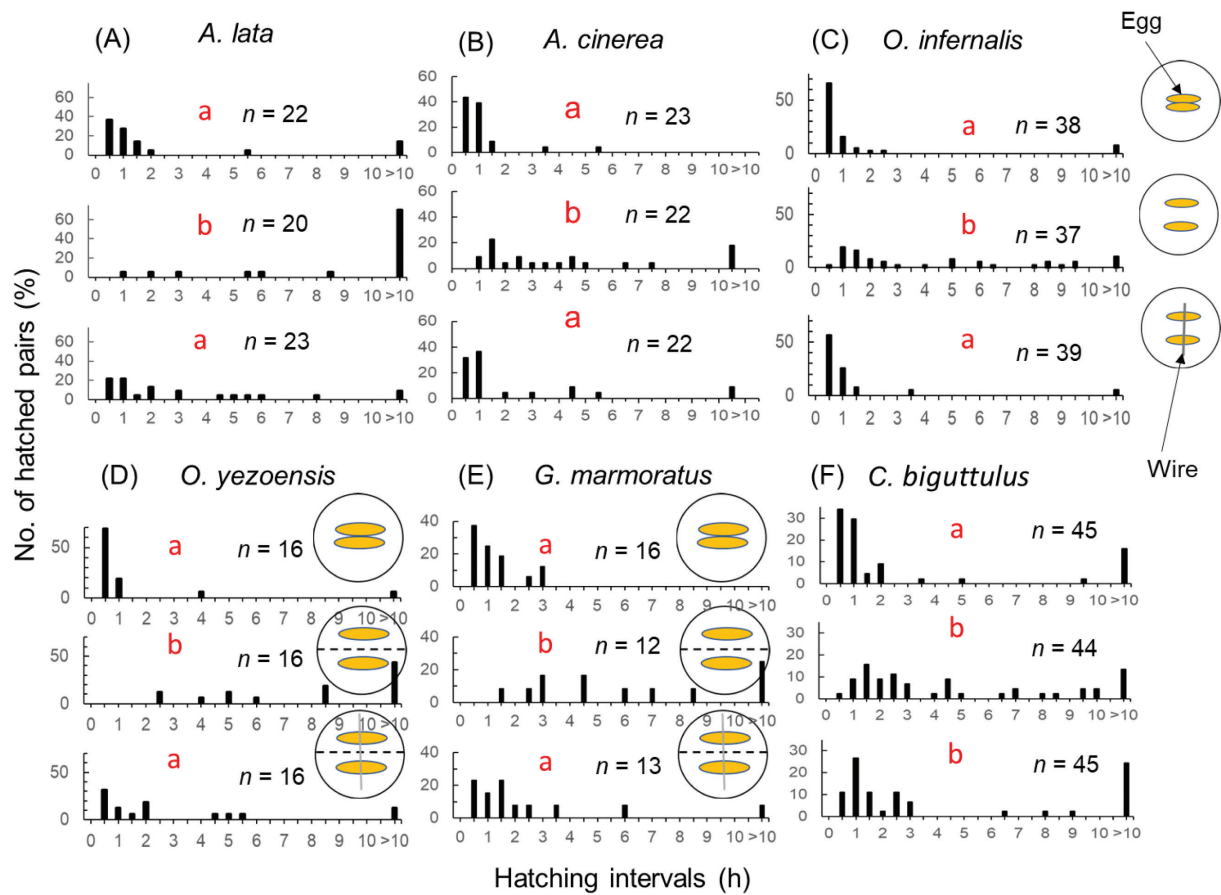 (A) A. lata
(B) A. cinerea
(C) O. infernalis
Egg
60
40
20
0
a
n = 22
0 1 2 3 4 5 6 7 8 9 10 >10
60
40
20
0
a
n = 23
0 1 2 3 4 5 6 7 8 9 10 >10
50
0
a
n = 38
0 1 2 3 4 5 6 7 8 9 10 >10
60
40
20
0
b
n = 20
0 1 2 3 4 5 6 7 8 9 10 >10
40
20
0
b
n = 22
0 1 2 3 4 5 6 7 8 9 10 >10
50
0
b
n = 37
0 1 2 3 4 5 6 7 8 9 10 >10
60
40
20
0
a
n = 23
0 1 2 3 4 5 6 7 8 9 10 >10
40
20
0
a
n = 22
0 1 2 3 4 5 6 7 8 9 10 >10
50
0
a
n = 39
0 1 2 3 4 5 6 7 8 9 10 >10
Wire
No. of hatched pairs (%)
(D) O. yezoensis
(E) G. marmoratus
(F) C. biguttulus
50
0
a
n = 16
0 1 2 3 4 5 6 7 8 9 10 >10
40
20
0
a
n = 16
0 1 2 3 4 5 6 7 8 9 10 >10
30
20
10
0
a
n = 45
0 1 2 3 4 5 6 7 8 9 10 >10
50
0
b
n = 16
0 1 2 3 4 5 6 7 8 9 10 >10
40
20
0
b
n = 12
0 1 2 3 4 5 6 7 8 9 10 >10
30
20
10
0
b
n = 44
0 1 2 3 4 5 6 7 8 9 10 >10
50
0
a
n = 16
0 1 2 3 4 5 6 7 8 9 10 >10
40
20
0
a
n = 13
0 1 2 3 4 5 6 7 8 9 10 >10
30
20
10
0
b
n = 45
0 1 2 3 4 5 6 7 8 9 10 >10
Hatching intervals (h)